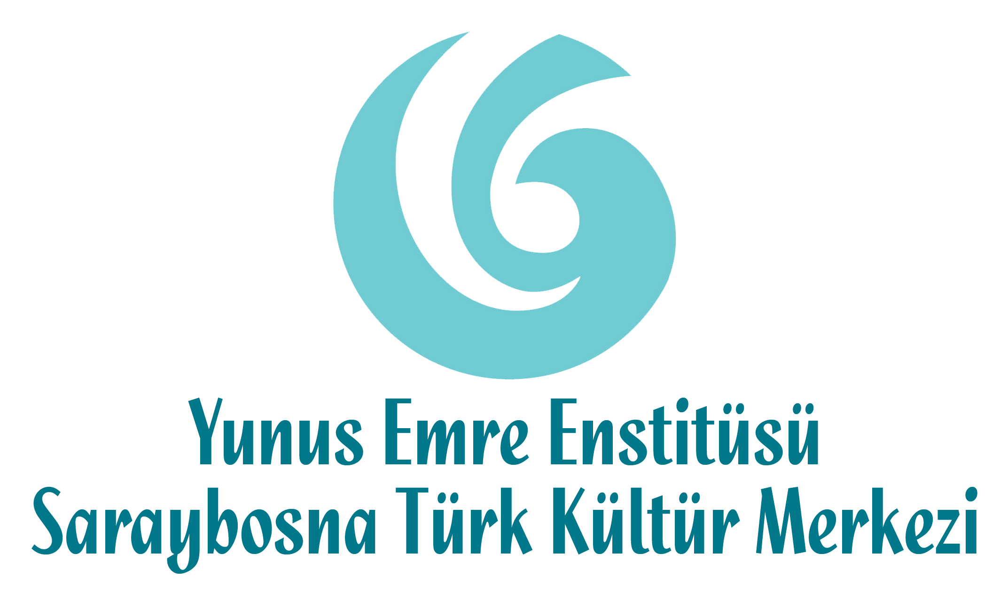 Yunus Emre Enstitüsü
Saraybosna Türk Kültür Merkezi